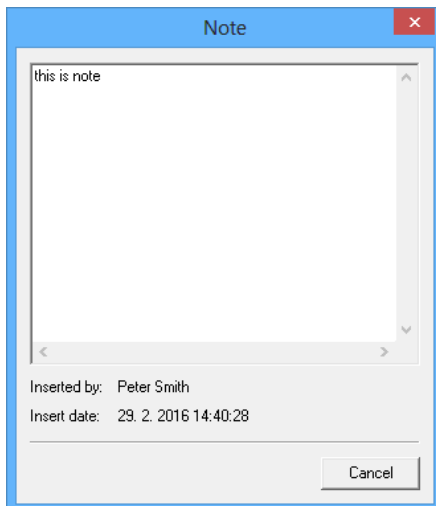 Note
this is note
Inserted by: Peter Smith
Insert date: 29. 2. 2016 14:40:28
Cancel